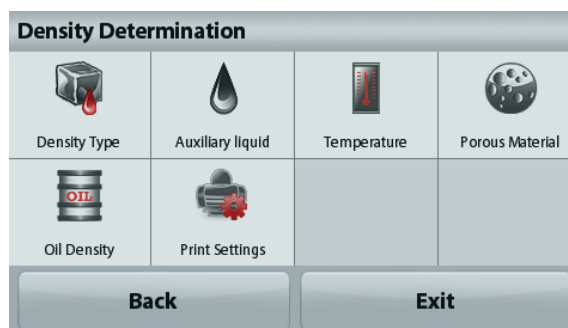 Density Determination
Density Type
Auxiliary liquid
Temperature
Porous Material
OIL
Oil Density
Print Settings
Back
Exit